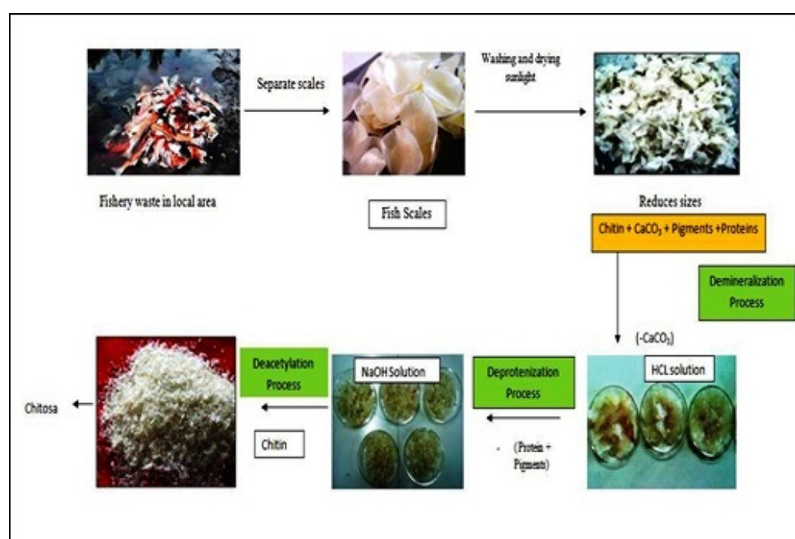 Separate scales
Washing and drying
sunlight
Fishery waste in local area
Fish Scales
Reduces sizes
Chitin + CaCO₃ + Pigments +Proteins
Demineralization
Process
(-CaCO₃)
HCL solution
Deprotenization
Process
- (Protein +
Pigments)
NaOH Solution
Deacetylation
Process
Chitin
Chitosa